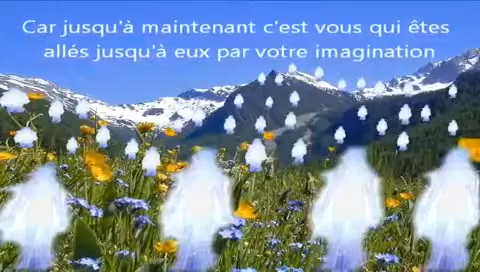 Car jusqu'à maintenant c'est vous qui êtes
allés jusqu'à eux par votre imagination